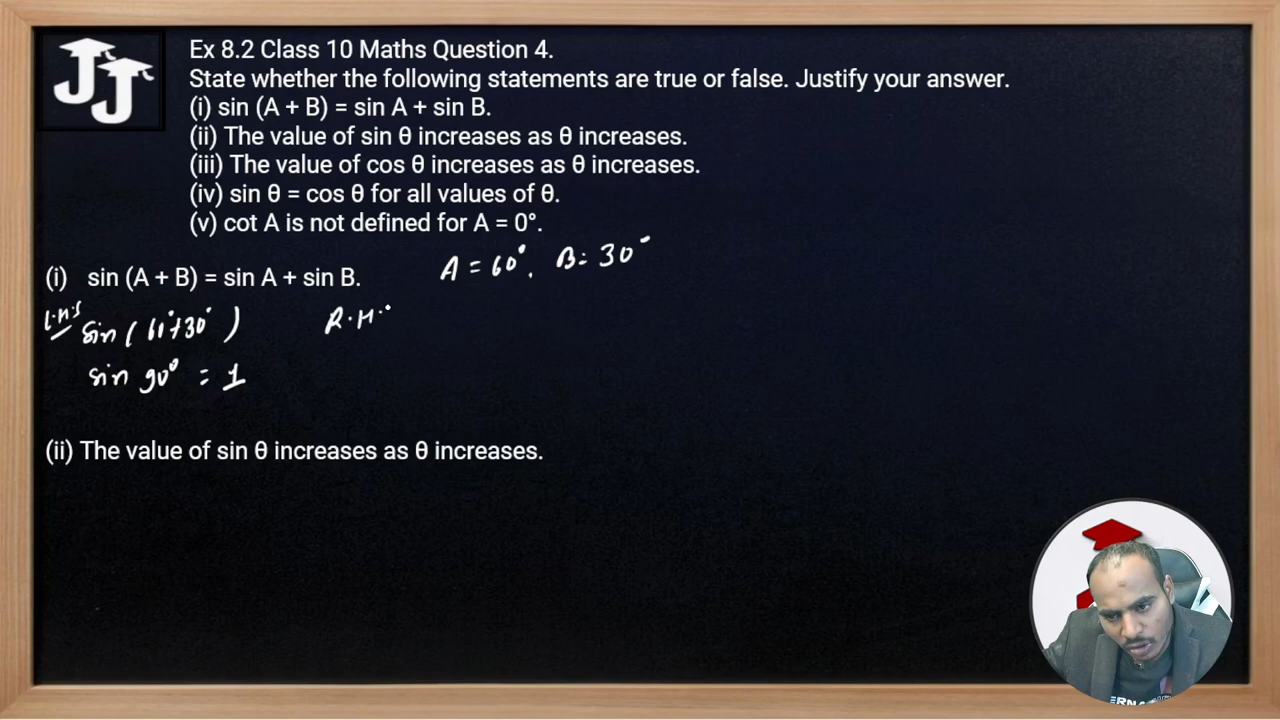 JJ
Ex 8.2 Class 10 Maths Question 4.
State whether the following statements are true or false. Justify your answer.
(i) sin (A + B) = sin A + sin B.
(ii) The value of sin θ increases as θ increases.
(iii) The value of cos θ increases as θ increases.
(iv) sin θ = cos θ for all values of θ.
(v) cot A is not defined for A = 0°.
A = 60°, B = 30°
(i) sin (A + B) = sin A + sin B.
L.H.S sin ( 60°+30° ) R.H.
sin 90° = 1
(ii) The value of sin θ increases as θ increases.